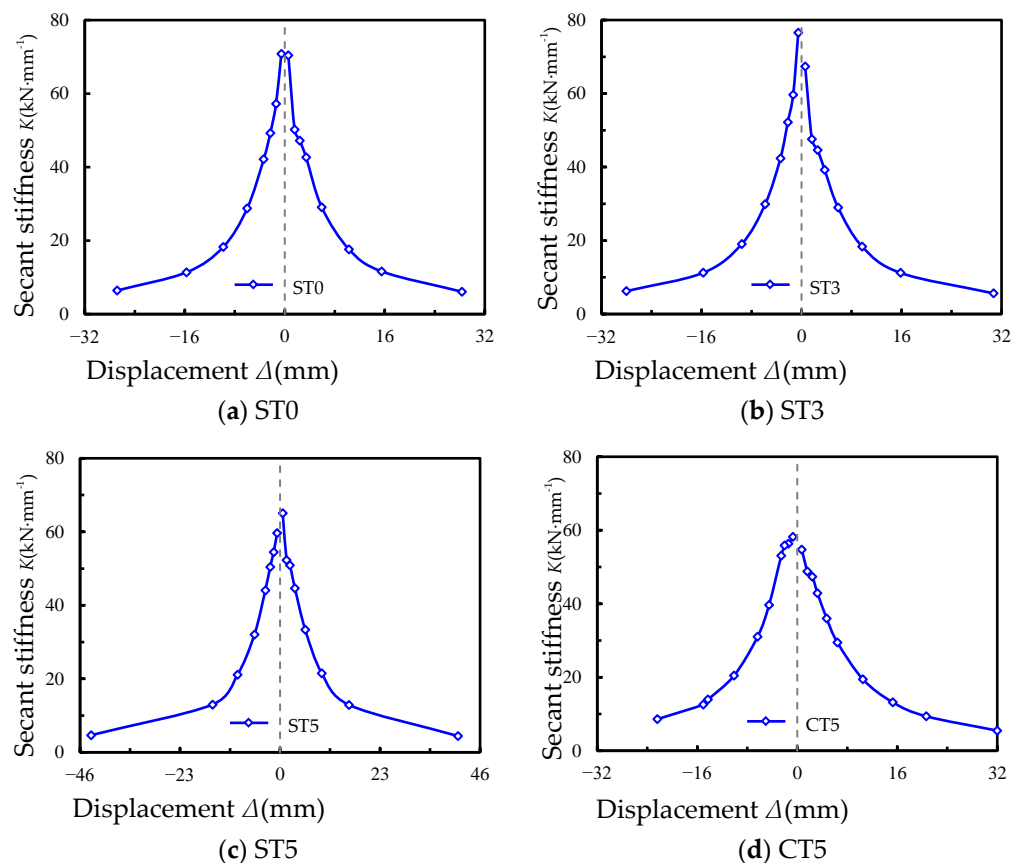 80
60
40
20
0
Secant stiffness K(kN·mm⁻¹)
ST0
−32 −16 0 16 32
Displacement Δ(mm)
(a) ST0
80
60
40
20
0
Secant stiffness K(kN·mm⁻¹)
ST3
−32 −16 0 16 32
Displacement Δ(mm)
(b) ST3
80
60
40
20
0
Secant stiffness K(kN·mm⁻¹)
ST5
−46 −23 0 23 46
Displacement Δ(mm)
(c) ST5
80
60
40
20
0
Secant stiffness K(kN·mm⁻¹)
CT5
−32 −16 0 16 32
Displacement Δ(mm)
(d) CT5